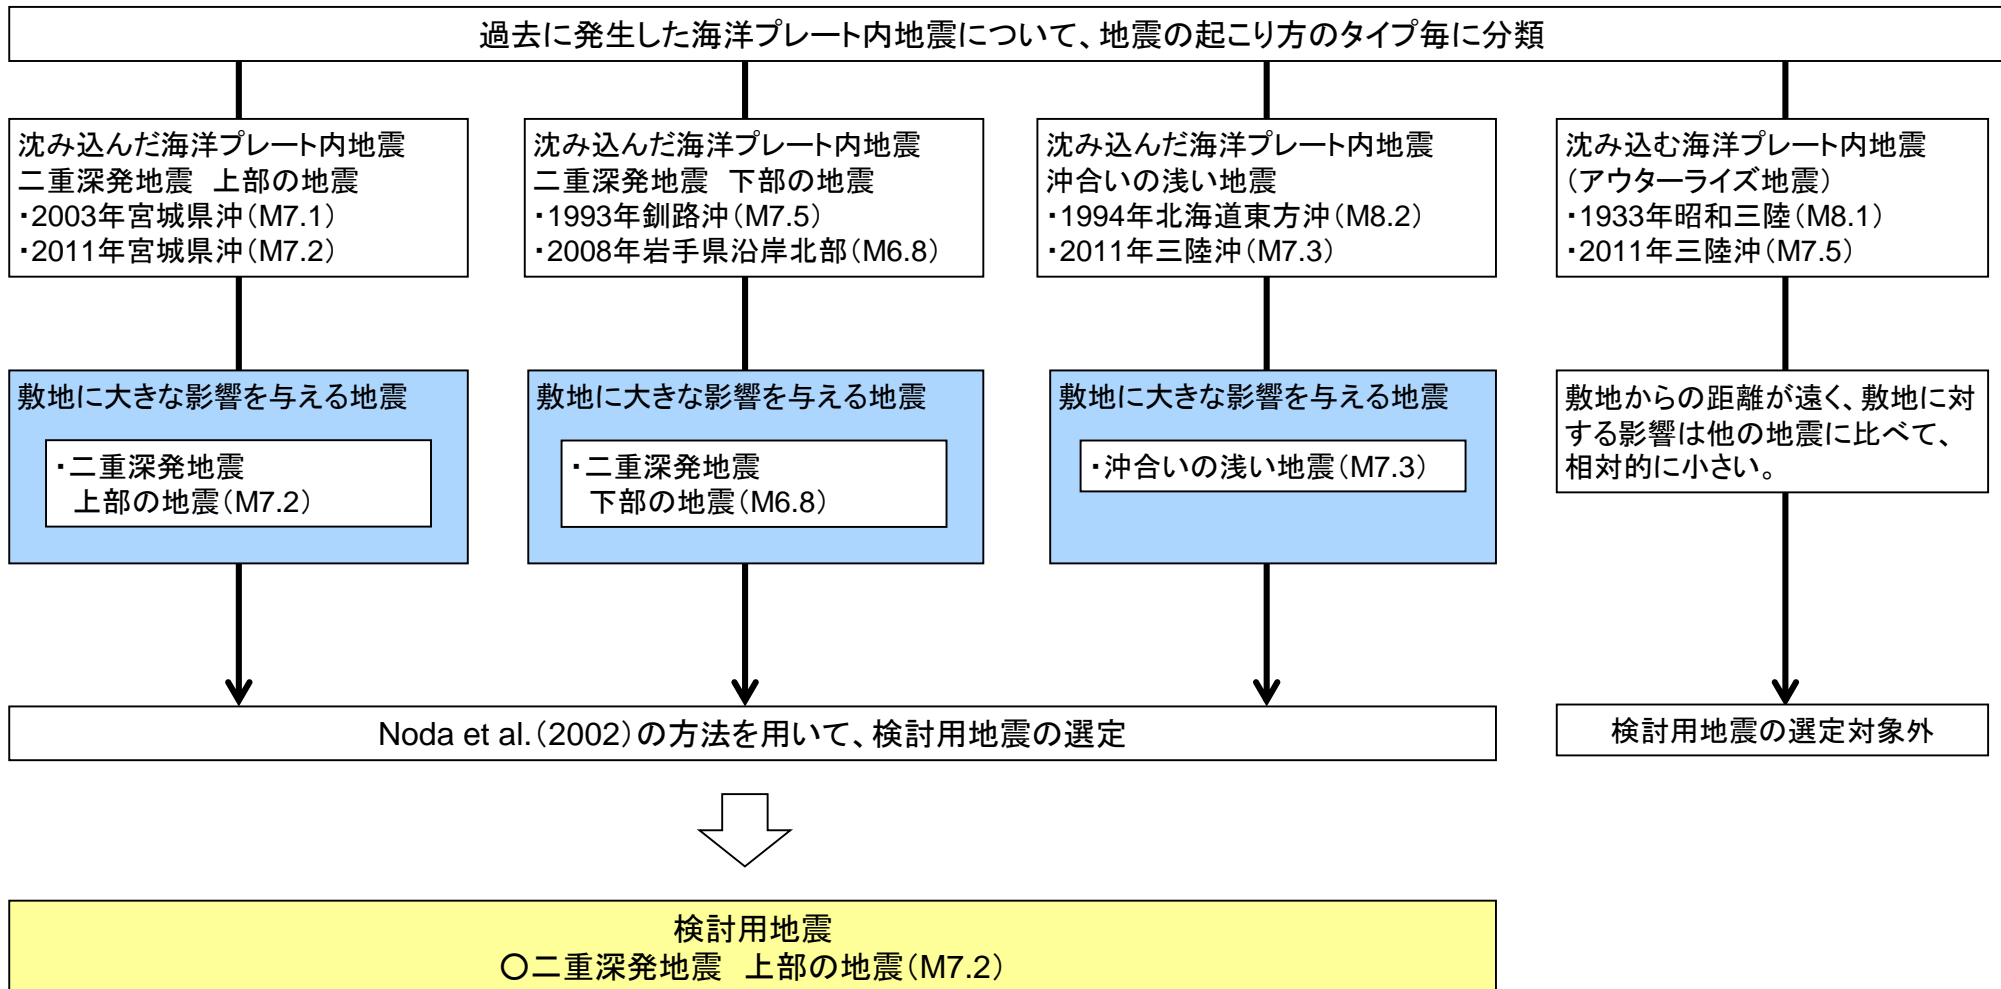 過去に発生した海洋プレート内地震について、地震の起こり方のタイプ毎に分類
沈み込んだ海洋プレート内地震
二重深発地震　上部の地震
・2003年宮城県沖（M7.1）
・2011年宮城県沖（M7.2）
沈み込んだ海洋プレート内地震
二重深発地震　下部の地震
・1993年釧路沖（M7.5）
・2008年岩手県沿岸北部（M6.8）
沈み込んだ海洋プレート内地震
沖合いの浅い地震
・1994年北海道東方沖（M8.2）
・2011年三陸沖（M7.3）
沈み込む海洋プレート内地震
（アウターライズ地震）
・1933年昭和三陸（M8.1）
・2011年三陸沖（M7.5）
敷地に大きな影響を与える地震
・二重深発地震
上部の地震（M7.2）
敷地に大きな影響を与える地震
・二重深発地震
下部の地震（M6.8）
敷地に大きな影響を与える地震
・沖合いの浅い地震（M7.3）
敷地からの距離が遠く、敷地に対
する影響は他の地震に比べて、
相対的に小さい。
Noda et al.（2002）の方法を用いて、検討用地震の選定
検討用地震の選定対象外
検討用地震
〇二重深発地震　上部の地震（M7.2）